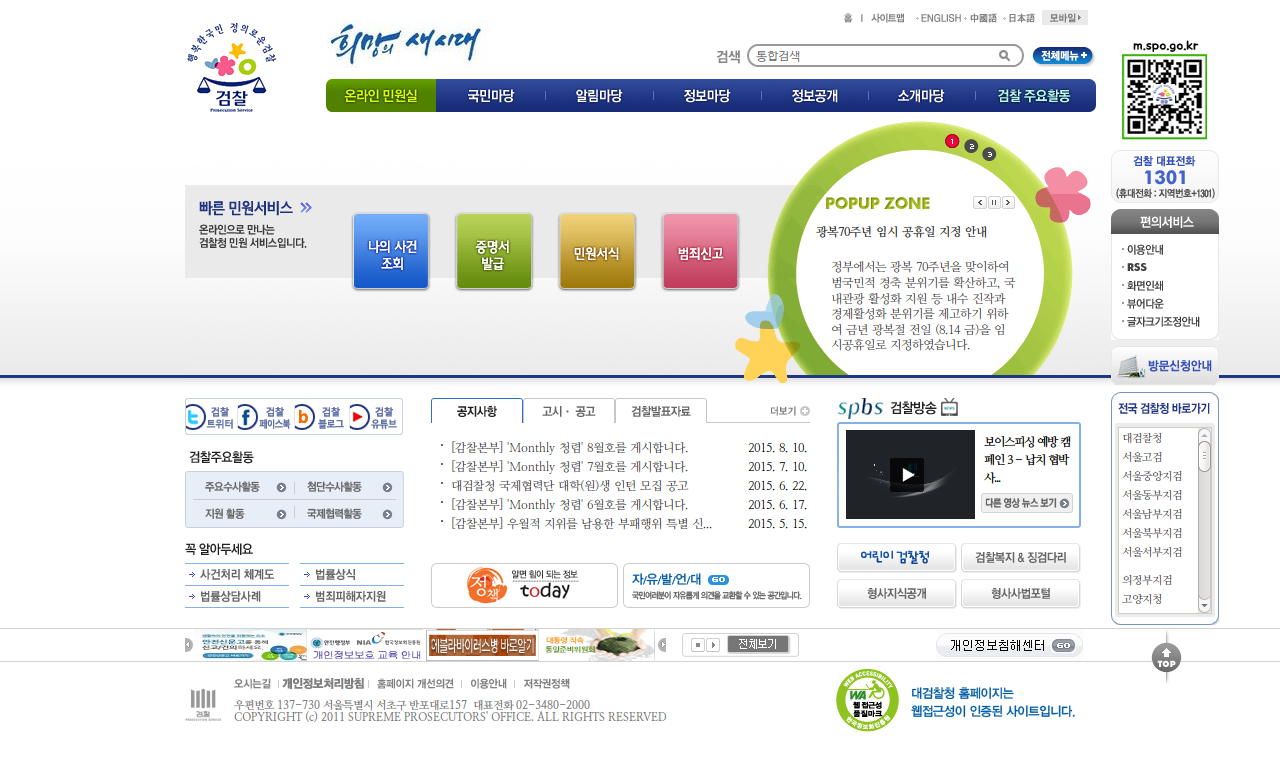 홈 | 사이트맵 · ENGLISH · 中國語 · 日本語 모바일
행복한국민 정의로운검찰
검찰
Prosecution Service
희망의 새시대
검색 통합검색 전체메뉴 +
온라인 민원실 국민마당 알림마당 정보마당 정보공개 소개마당 검찰 주요활동
m.spo.go.kr
검찰 대표전화
1301
(휴대전화 : 지역번호+1301)
편의서비스
· 이용안내
· RSS
· 화면인쇄
· 뷰어다운
· 글자크기조정안내
방문신청안내
빠른 민원서비스
온라인으로 만나는
검찰청 민원 서비스입니다.
나의 사건
조회
증명서
발급
민원서식
범죄신고
1 2 3
POPUP ZONE
광복70주년 임시 공휴일 지정 안내
정부에서는 광복 70주년을 맞이하여
범국민적 경축 분위기를 확산하고, 국
내관광 활성화 지원 등 내수 진작과
경제활성화 분위기를 제고하기 위하
여 금년 광복절 전일 (8.14 금)을 임
시공휴일로 지정하였습니다.
검찰
트위터
검찰
페이스북
검찰
블로그
검찰
유튜브
검찰주요활동
주요수사활동 첨단수사활동
지원 활동 국제협력활동
꼭 알아두세요
사건처리 체계도 법률상식
법률상담사례 범죄피해자지원
공지사항 고시 · 공고 검찰발표자료 더보기
· [감찰본부] 'Monthly 청렴' 8월호를 게시합니다. 2015. 8. 10.
· [감찰본부] 'Monthly 청렴' 7월호를 게시합니다. 2015. 7. 10.
· 대검찰청 국제협력단 대학(원)생 인턴 모집 공고 2015. 6. 22.
· [감찰본부] 'Monthly 청렴' 6월호를 게시합니다. 2015. 6. 17.
· [감찰본부] 우월적 지위를 남용한 부패행위 특별 신... 2015. 5. 15.
정책
알면 힘이 되는 정보
today
자/유/발/언/대 GO
국민여러분이 자유롭게 의견을 교환할 수 있는 공간입니다.
spbs 검찰방송
보이스피싱 예방 캠
페인 3 - 납치 협박
사...
다른 영상 뉴스 보기
어린이 검찰청 검찰복지 & 징검다리
형사지식공개 형사사법포털
전국 검찰청 바로가기
대검찰청
서울고검
서울중앙지검
서울동부지검
서울남부지검
서울북부지검
서울서부지검
의정부지검
고양지청
안전신문고를 통해
신고/건의하세요.
안전행정부 NIA 한국정보화진흥원
개인정보보호 교육 안내
에볼라바이러스병 바로알기
대통령 직속
통일준비위원회
전체보기
개인정보침해센터 GO
TOP
검찰
오시는길 개인정보처리방침 홈페이지 개선의견 이용안내 저작권정책
우편번호 137-730 서울특별시 서초구 반포대로157 대표전화 02-3480-2000
COPYRIGHT (c) 2011 SUPREME PROSECUTORS' OFFICE. ALL RIGHTS RESERVED
WEB ACCESSIBILITY
WA
웹 접근성
품질마크
한국정보화진흥원
대검찰청 홈페이지는
웹접근성이 인증된 사이트입니다.